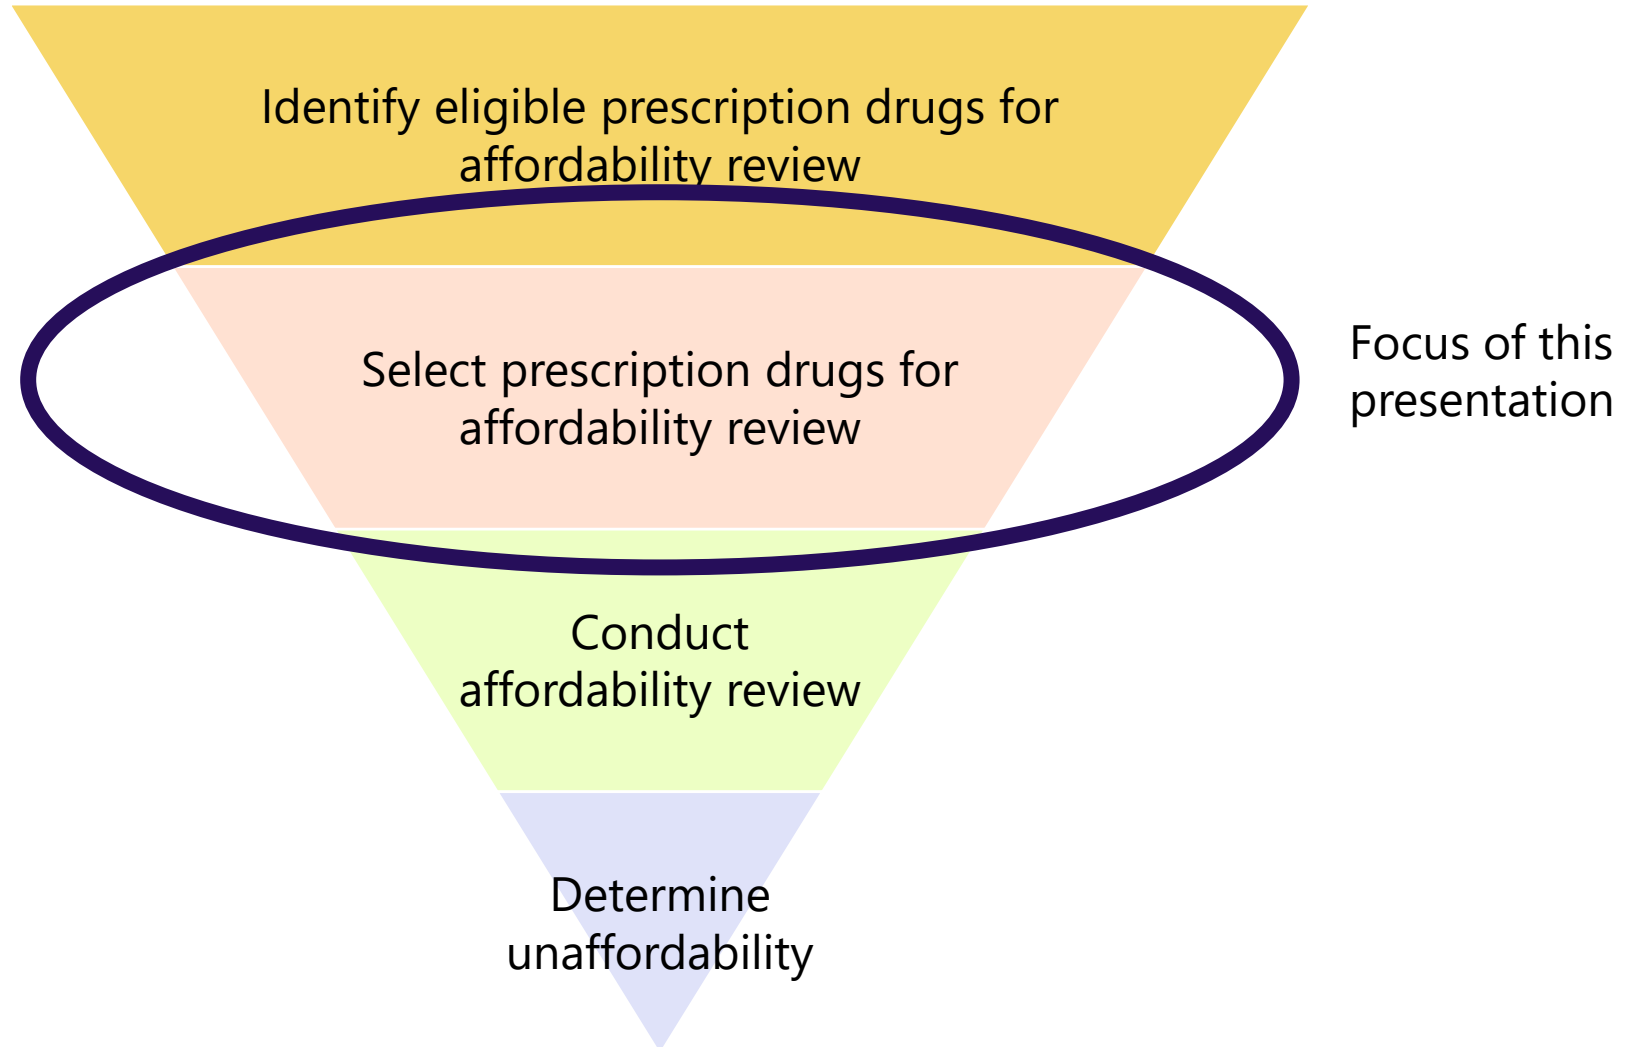 Identify eligible prescription drugs for
affordability review
Select prescription drugs for
affordability review
Focus of this
presentation
Conduct
affordability review
Determine
unaffordability